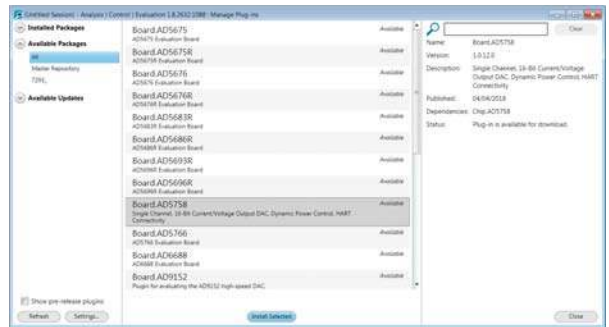 Untitled Session - Analysis | Control | Evaluation 1.8.2632.1088 - Manage Plug-ins
Installed Packages
Available Packages
All
Master Repository
Available Updates
Show pre-release plugins
Refresh
Settings...
Board.AD5675
Available
AD5675 Evaluation Board
Board.AD5675R
Available
AD5675R Evaluation Board
Board.AD5676
Available
AD5676 Evaluation Board
Board.AD5676R
Available
AD5676R Evaluation Board
Board.AD5683R
Available
AD5683R Evaluation Board
Board.AD5686R
Available
AD5686R Evaluation Board
Board.AD5693R
Available
AD5693R Evaluation Board
Board.AD5696R
Available
AD5696R Evaluation Board
Board.AD5758
Available
Single Channel, 16-Bit Current/Voltage Output DAC, Dynamic Power Control, HART
Connectivity
Board.AD5766
Available
AD5766 Evaluation Board
Board.AD6688
Available
AD6688 Evaluation Board
Board.AD9152
Available
Plugin for evaluating the AD9152 high-speed DAC.
Install Selected
Clear
Name: Board.AD5758
Version: 1.0.12.0
Description: Single Channel, 16-Bit Current/Voltage
Output DAC, Dynamic Power Control, HART
Connectivity
Published: 04/04/2018
Dependancies: Chip.AD5758
Status: Plug-in is available for download.
Close